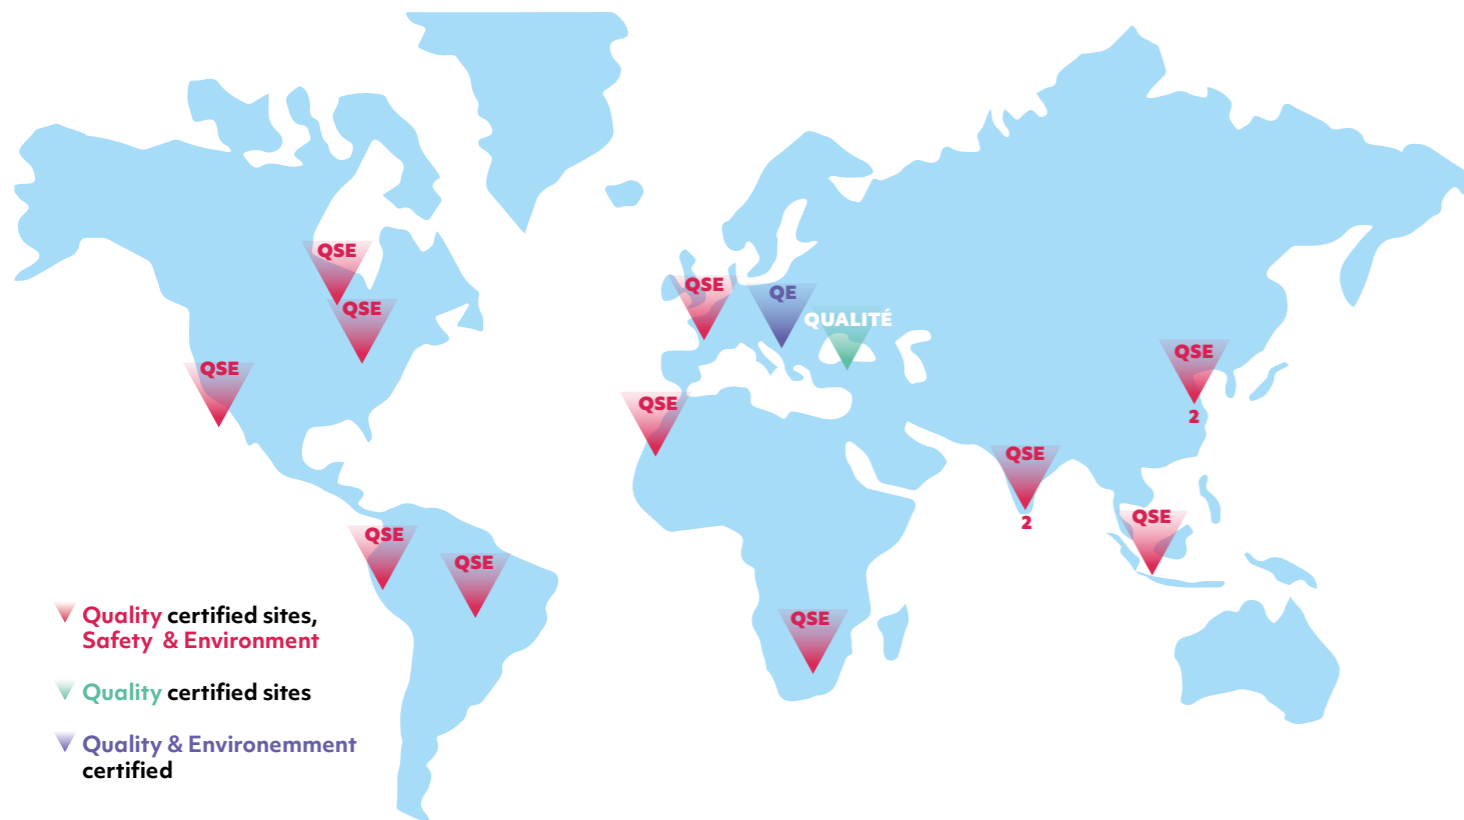 QSE
QSE
QSE
QE
QUALITÉ
QSE
QSE
QSE
2
QSE
QSE
2
QSE
QSE
QSE
QSE
Quality certified sites,
Safety & Environment
Quality certified sites
Quality & Environemment
certified